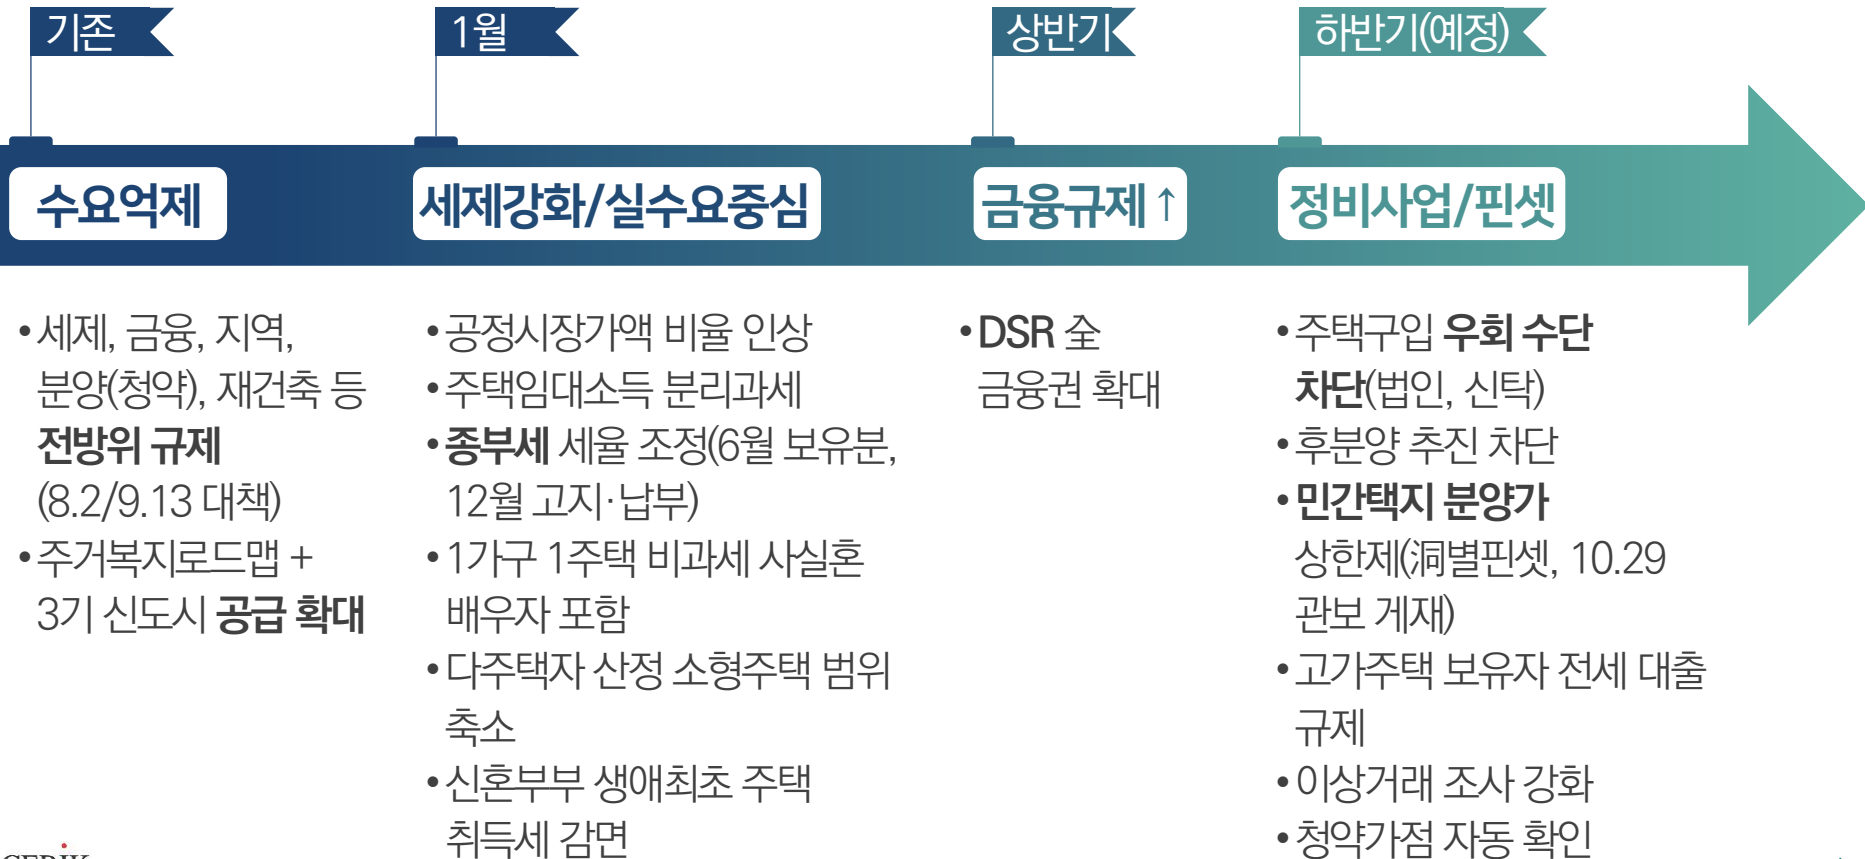 기존
1월
상반기
하반기(예정)
수요억제
세제강화/실수요중심
금융규제↑
정비사업/핀셋
•세제, 금융, 지역,
분양(청약), 재건축 등
전방위 규제
(8.2/9.13 대책)
•주거복지로드맵 +
3기 신도시 공급 확대
•공정시장가액 비율 인상
•주택임대소득 분리과세
•종부세 세율 조정(6월 보유분,
12월 고지·납부)
•1가구 1주택 비과세 사실혼
배우자 포함
•다주택자 산정 소형주택 범위
축소
•신혼부부 생애최초 주택
취득세 감면
•DSR 全
금융권 확대
•주택구입 우회 수단
차단(법인, 신탁)
•후분양 추진 차단
•민간택지 분양가
상한제(洞별핀셋, 10.29
관보 게재)
•고가주택 보유자 전세 대출
규제
•이상거래 조사 강화
•청약가점 자동 확인